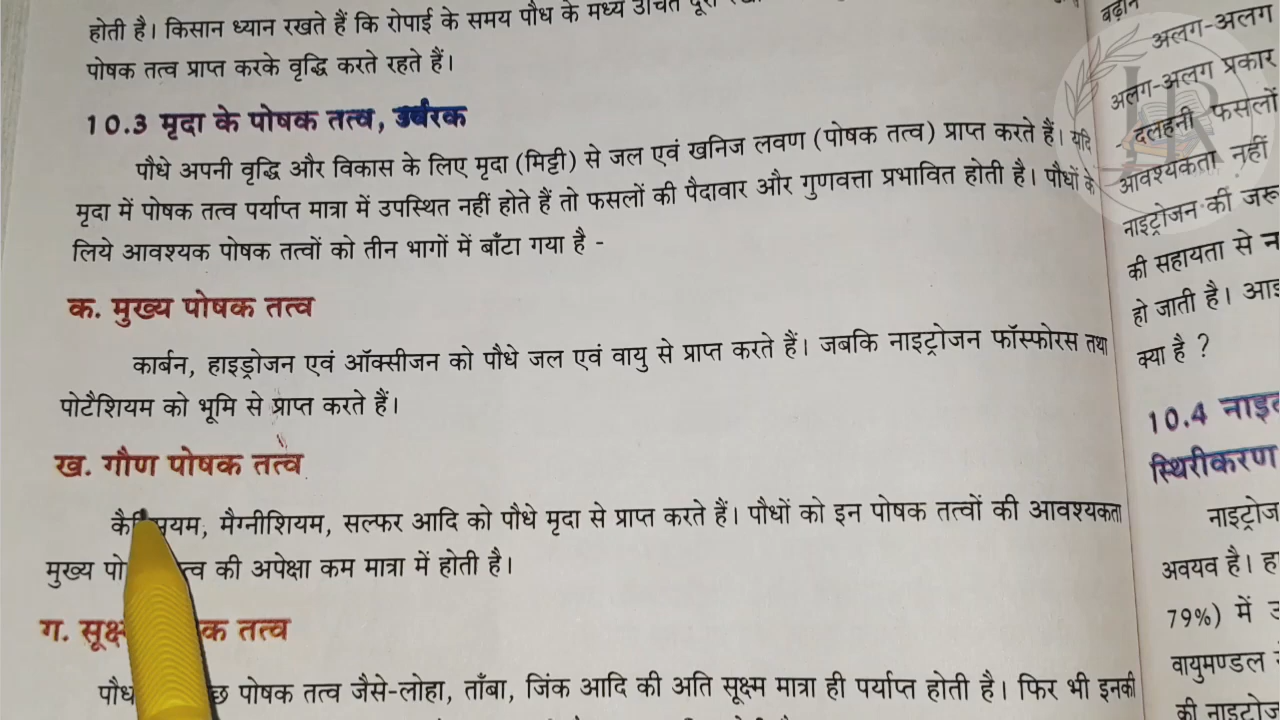 होती है। किसान ध्यान रखते हैं कि रोपाई के समय पौध के मध्य उचित
पोषक तत्व प्राप्त करके वृद्धि करते रहते हैं।
10.3 मृदा के पोषक तत्व, उर्वरक
पौधे अपनी वृद्धि और विकास के लिए मृदा (मिट्टी) से जल एवं खनिज लवण (पोषक तत्व) प्राप्त करते हैं। यदि
मृदा में पोषक तत्व पर्याप्त मात्रा में उपस्थित नहीं होते हैं तो फसलों की पैदावार और गुणवत्ता प्रभावित होती है। पौधों के
लिये आवश्यक पोषक तत्वों को तीन भागों में बाँटा गया है -
क. मुख्य पोषक तत्व
कार्बन, हाइड्रोजन एवं ऑक्सीजन को पौधे जल एवं वायु से प्राप्त करते हैं। जबकि नाइट्रोजन फॉस्फोरस तथा
पोटैशियम को भूमि से प्राप्त करते हैं।
ख. गौण पोषक तत्व
मैग्नीशियम, सल्फर आदि को पौधे मृदा से प्राप्त करते हैं। पौधों को इन पोषक तत्वों की आवश्यकता
मुख्य की अपेक्षा कम मात्रा में होती है।
ग. तत्व
पोषक तत्व जैसे-लोहा, ताँबा, जिंक आदि की अति सूक्ष्म मात्रा ही पर्याप्त होती है। फिर भी इनकी
बढ़ाने
अलग-अलग
अलग-अलग प्रकार
दलहनी फसलों
आवश्यकता नहीं
नाइट्रोजन की
की सहायता से
हो जाती है।
क्या है ?
10.4
स्थिरीकरण
अवयव है।
79%) में
वायुमण्डल
की
LR